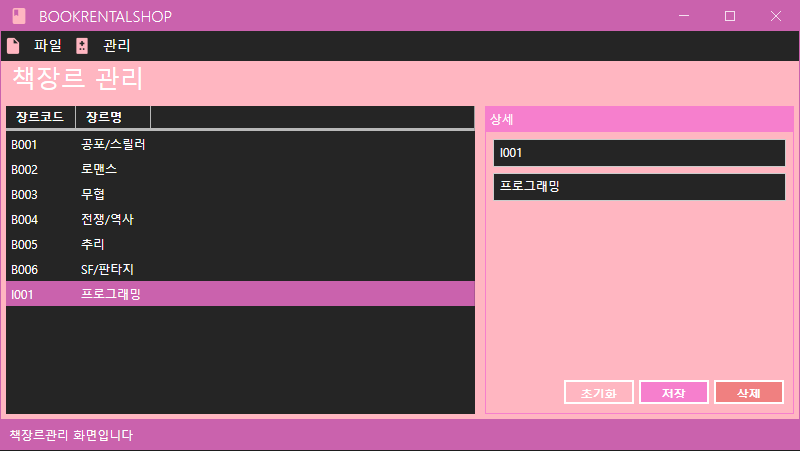 BOOKRENTALSHOP
파일 관리
책장르 관리
장르코드 장르명
B001 공포/스릴러
B002 로맨스
B003 무협
B004 전쟁/역사
B005 추리
B006 SF/판타지
I001 프로그래밍
상세
I001
프로그래밍
초기화 저장 삭제
책장르관리 화면입니다